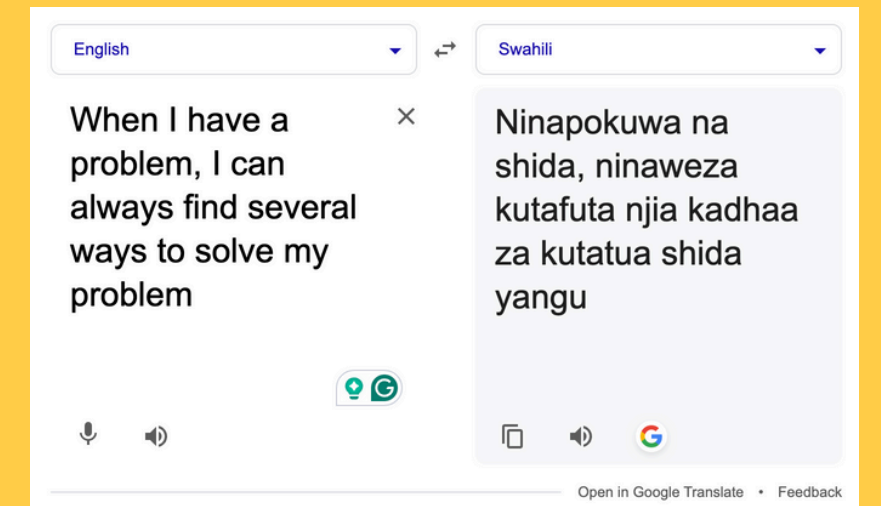 English
Swahili
When I have a
problem, I can
always find several
ways to solve my
problem
Ninapokuwa na
shida, ninaweza
kutafuta njia kadhaa
za kutatua shida
yangu
Open in Google Translate • Feedback